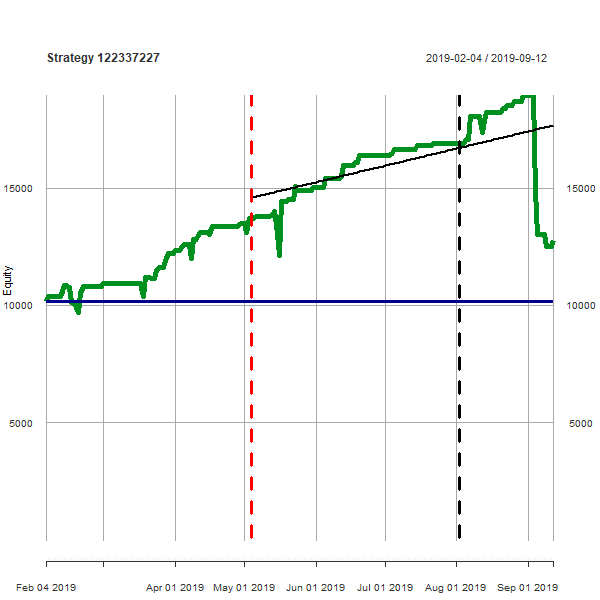 Strategy 122337227
2019-02-04 / 2019-09-12
15000
15000
Equity
10000
10000
5000
5000
Feb 04 2019
Apr 01 2019
May 01 2019
Jun 01 2019
Jul 01 2019
Aug 01 2019
Sep 01 2019